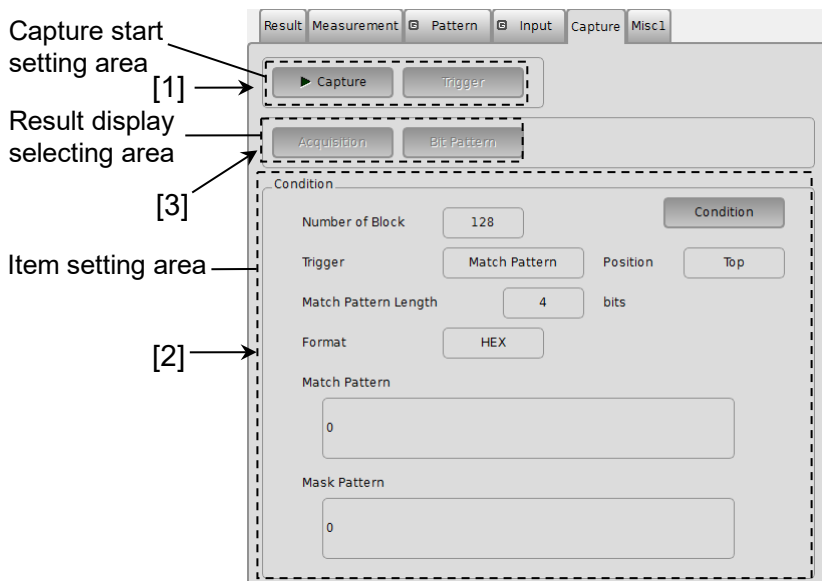 Result Measurement G Pattern G Input Capture Misc1
Capture start
setting area
[1]
Capture Trigger
Result display
selecting area
Acquisition Bit Pattern
[3]
Condition
Condition
Number of Block 128
Item setting area
Trigger Match Pattern Position Top
Match Pattern Length 4 bits
[2]
Format HEX
Match Pattern
0
Mask Pattern
0